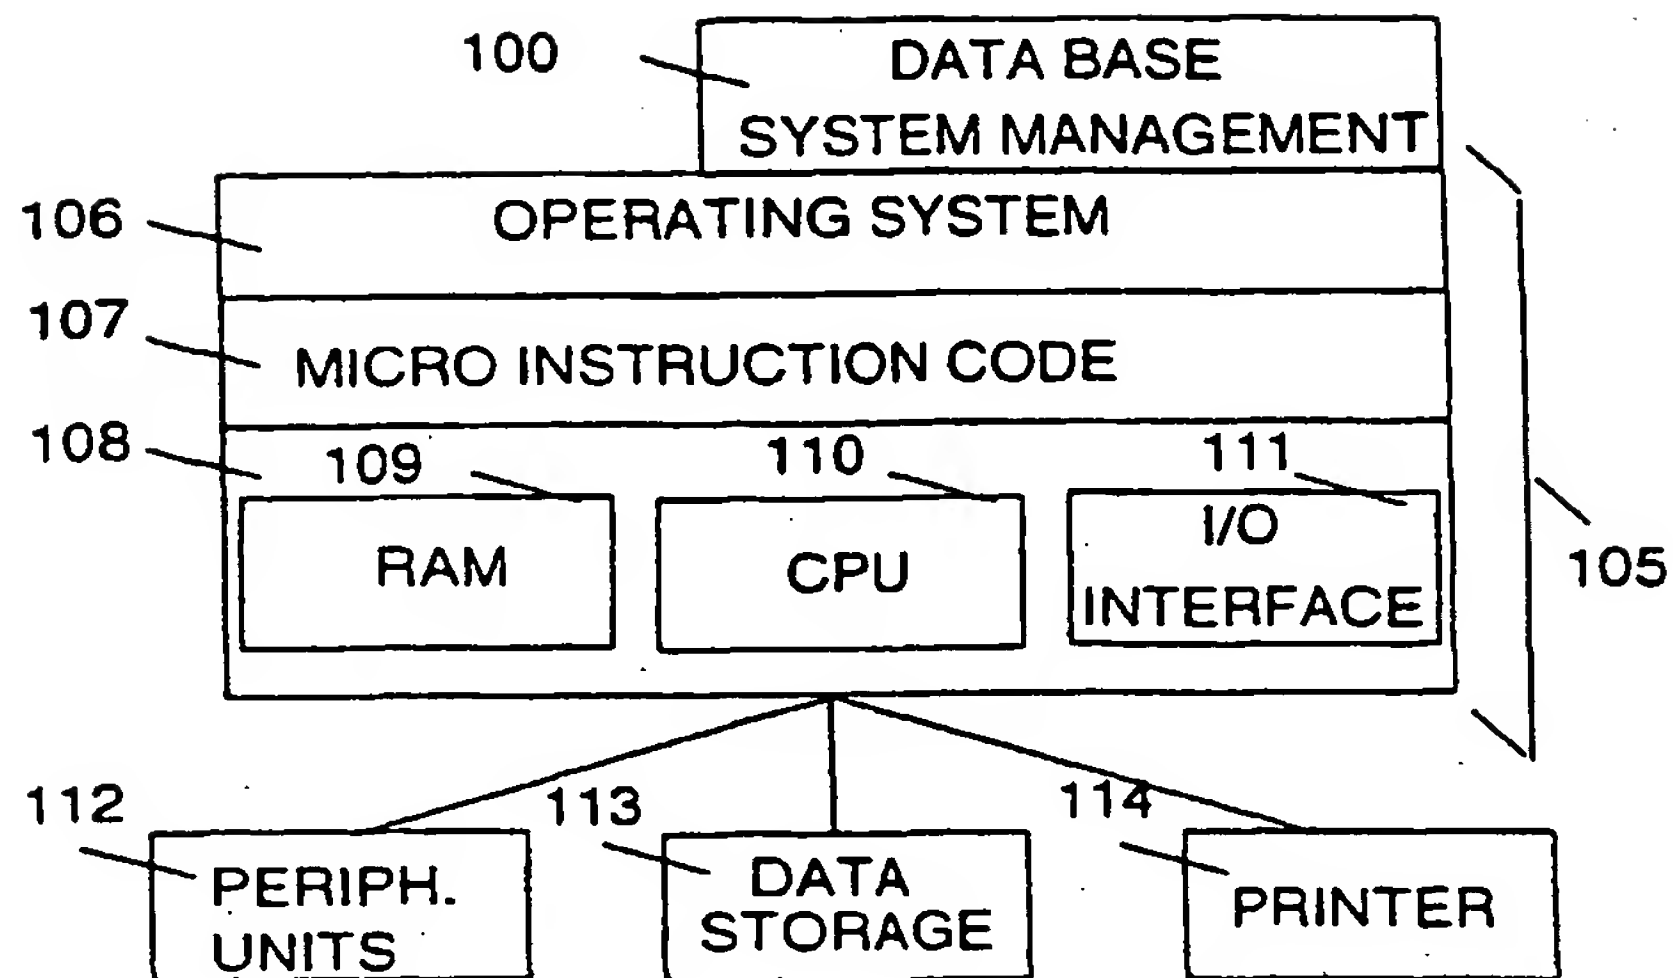 100
DATA BASE
SYSTEM MANAGEMENT
106
OPERATING SYSTEM
107
MICRO INSTRUCTION CODE
108
109
110
111
RAM
CPU
I/O
INTERFACE
105
112
113
114
PERIPH.
UNITS
DATA
STORAGE
PRINTER